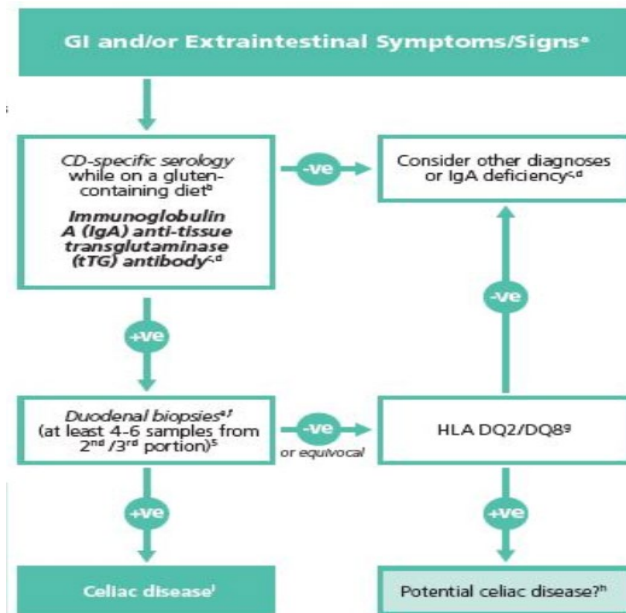 GI and/or Extraintestinal Symptoms/Signsᵃ
CD-specific serology
while on a gluten-
containing dietᵇ
Immunoglobulin
A (IgA) anti-tissue
transglutaminase
(tTG) antibodyᶜ,ᵈ
-ve
Consider other diagnoses
or IgA deficiencyᶜ,ᵈ
+ve
-ve
Duodenal biopsiesᵉ,ᶠ
(at least 4-6 samples from
2ⁿᵈ/3ʳᵈ portion)⁵
-ve
or equivocal
HLA DQ2/DQ8ᵍ
+ve
+ve
Celiac diseaseⁱ
Potential celiac disease?ʰ